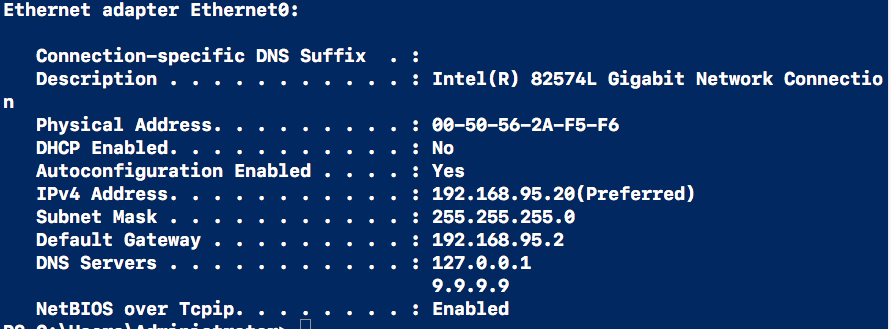 Ethernet adapter Ethernet0:
Connection-specific DNS Suffix  . :
Description . . . . . . . . . . . : Intel(R) 82574L Gigabit Network Connectio
n
Physical Address. . . . . . . . . : 00-50-56-2A-F5-F6
DHCP Enabled. . . . . . . . . . . : No
Autoconfiguration Enabled . . . . : Yes
IPv4 Address. . . . . . . . . . . : 192.168.95.20(Preferred)
Subnet Mask . . . . . . . . . . . : 255.255.255.0
Default Gateway . . . . . . . . . : 192.168.95.2
DNS Servers . . . . . . . . . . . : 127.0.0.1
9.9.9.9
NetBIOS over Tcpip. . . . . . . . : Enabled
PS C:\Users\Administrator>